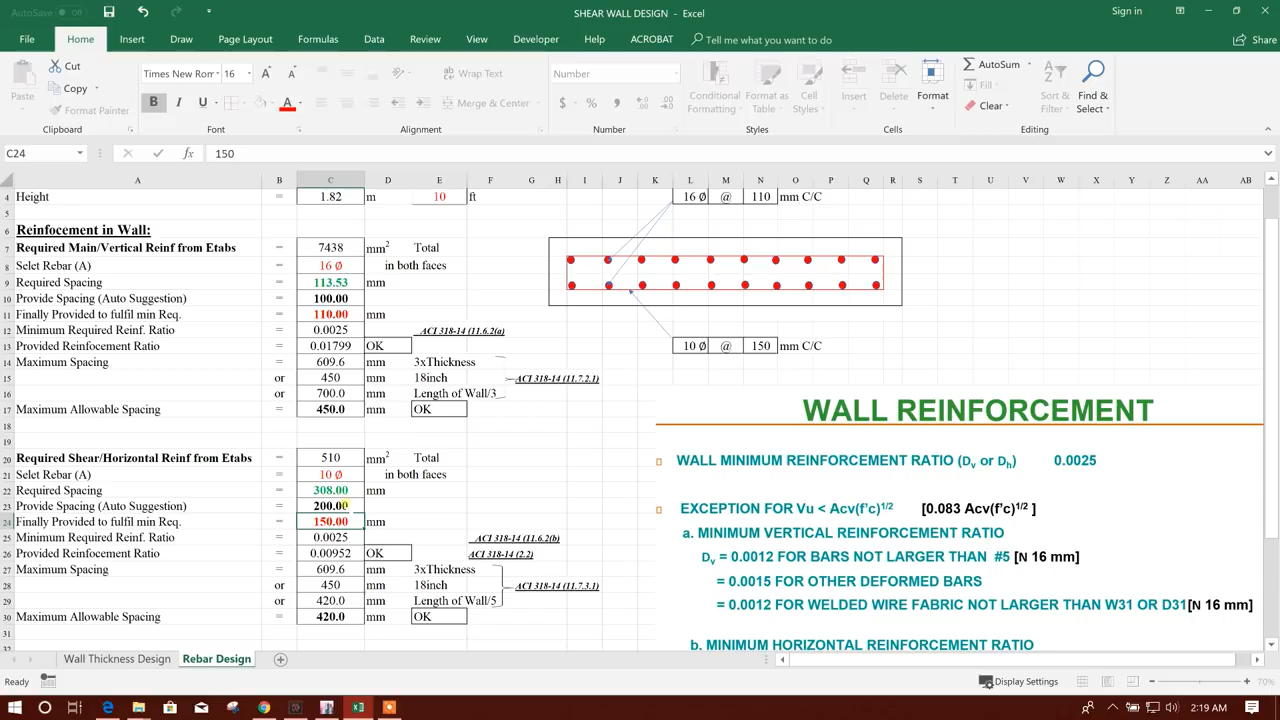 AutoSave Off
SHEAR WALL DESIGN - Excel
Sign in
File Home Insert Draw Page Layout Formulas Data Review View Developer Help ACROBAT Tell me what you want to do Share
Paste
Cut
Copy
Format Painter
Clipboard
Times New Rom 16
B I U
Font
Wrap Text
Merge & Center
Alignment
Number
$ % ,
Number
Conditional Formatting
Format as Table
Cell Styles
Styles
Insert Delete Format
Cells
AutoSum
Fill
Clear
Sort & Filter
Find & Select
Editing
C24 fx 150
A B C D E F G H I J K L M N O P Q R S T U V W X Y Z AA AB
4 Height = 1.82 m 10 ft 16 Ø @ 110 mm C/C
5
6 Reinfocement in Wall:
7 Required Main/Vertical Reinf from Etabs = 7438 mm2 Total
8 Selet Rebar (A) = 16 Ø in both faces
9 Required Spacing = 113.53 mm
10 Provide Spacing (Auto Suggestion) = 100.00
11 Finally Provided to fulfil min Req. = 110.00 mm
12 Minimum Required Reinf. Ratio = 0.0025 ACI 318-14 (11.6.2(a)
13 Provided Reinfocement Ratio = 0.01799 OK 10 Ø @ 150 mm C/C
14 Maximum Spacing = 609.6 mm 3xThickness
15 or 450 mm 18inch ACI 318-14 (11.7.2.1)
16 or 700.0 mm Length of Wall/3
17 Maximum Allowable Spacing = 450.0 mm OK
18
19
20 Required Shear/Horizontal Reinf from Etabs = 510 mm2 Total
21 Selet Rebar (A) = 10 Ø in both faces
22 Required Spacing = 308.00 mm
23 Provide Spacing (Auto Suggestion) = 200.00
24 Finally Provided to fulfil min Req. = 150.00 mm
25 Minimum Required Reinf. Ratio = 0.0025 ACI 318-14 (11.6.2(b)
26 Provided Reinfocement Ratio = 0.00952 OK ACI 318-14 (2.2)
27 Maximum Spacing = 609.6 mm 3xThickness
28 or 450 mm 18inch ACI 318-14 (11.7.3.1)
29 or 420.0 mm Length of Wall/5
30 Maximum Allowable Spacing = 420.0 mm OK
31
WALL REINFORCEMENT
WALL MINIMUM REINFORCEMENT RATIO (Dv or Dh) 0.0025
EXCEPTION FOR Vu < Acv(f'c)1/2 [0.083 Acv(f'c)1/2 ]
a. MINIMUM VERTICAL REINFORCEMENT RATIO
Dv = 0.0012 FOR BARS NOT LARGER THAN #5 [N 16 mm]
= 0.0015 FOR OTHER DEFORMED BARS
= 0.0012 FOR WELDED WIRE FABRIC NOT LARGER THAN W31 OR D31[N 16 mm]
b. MINIMUM HORIZONTAL REINFORCEMENT RATIO
Wall Thickness Design Rebar Design
Ready Display Settings 70%
2:19 AM